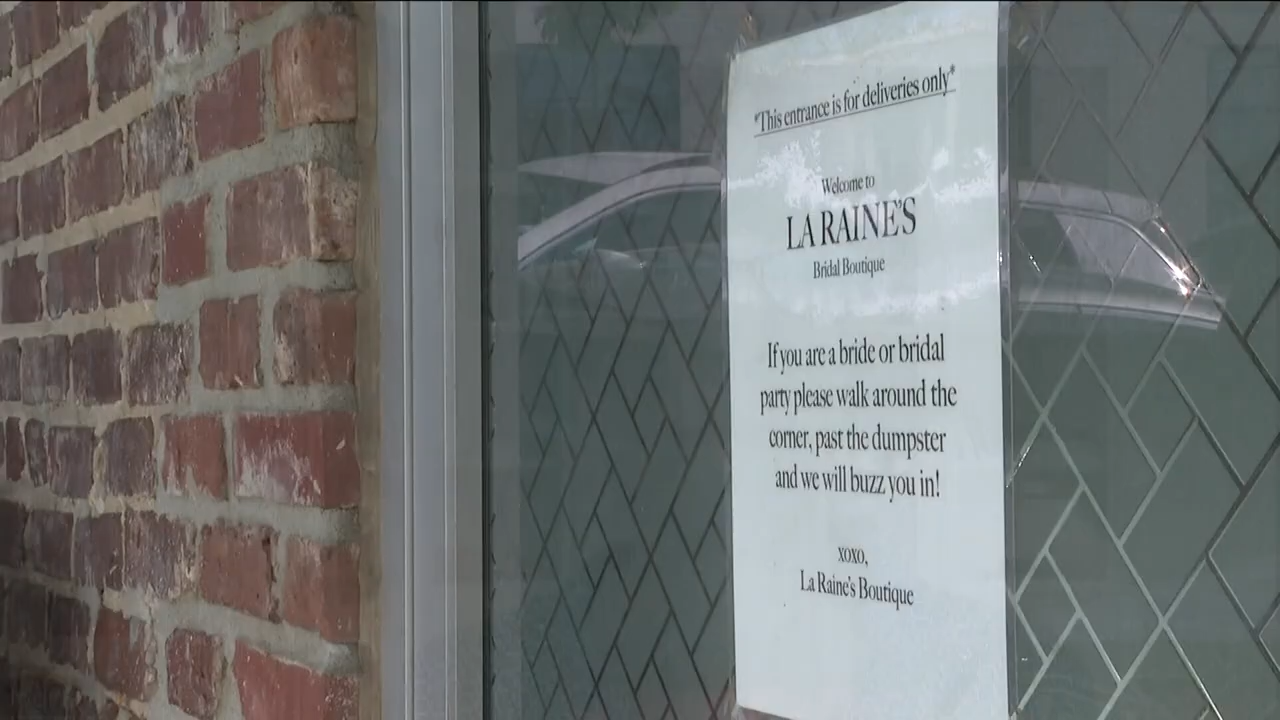 *This entrance is for deliveries only*
Welcome to
LA RAINE'S
Bridal Boutique
If you are a bride or bridal
party please walk around the
corner, past the dumpster
and we will buzz you in!
XOXO,
La Raine's Boutique